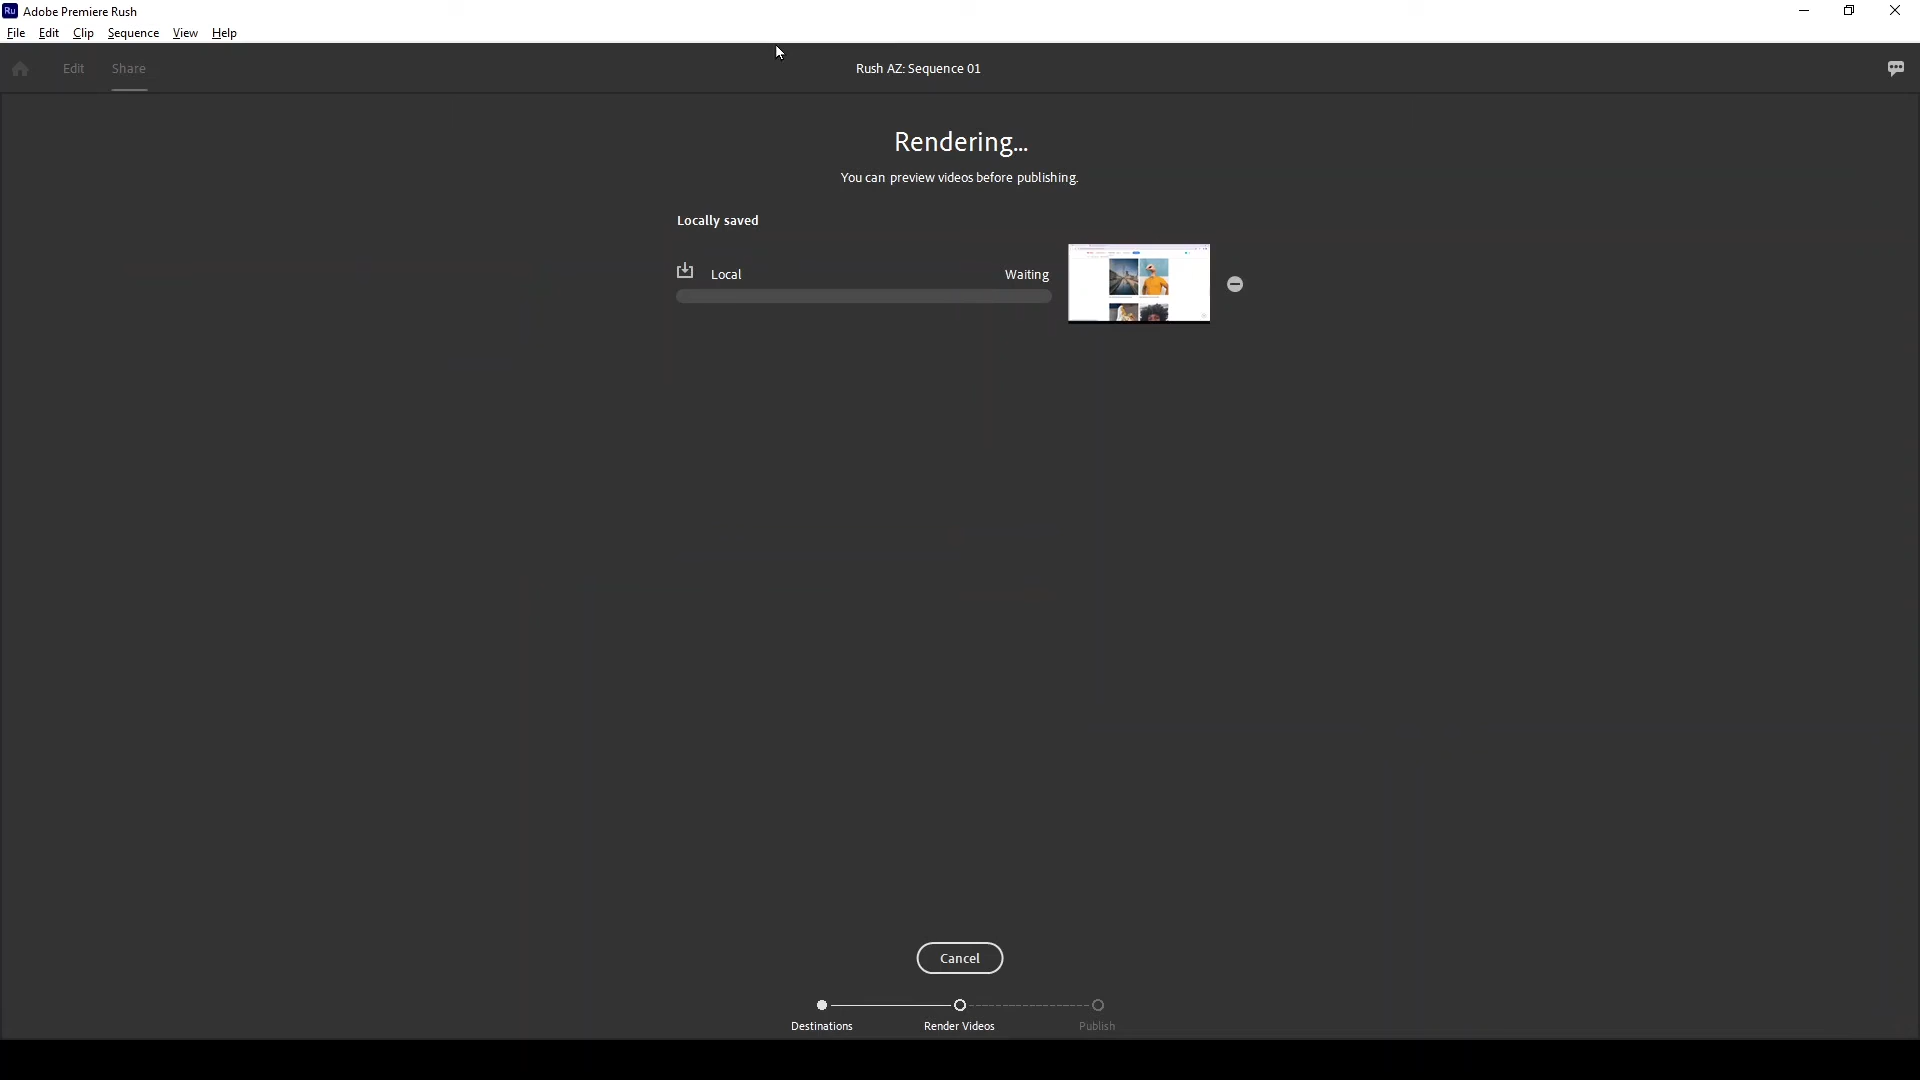 Ru Adobe Premiere Rush
File Edit Clip Sequence View Help
Edit Share Rush AZ: Sequence 01
Rendering...
You can preview videos before publishing.
Locally saved
Local Waiting
Cancel
Destinations Render Videos Publish